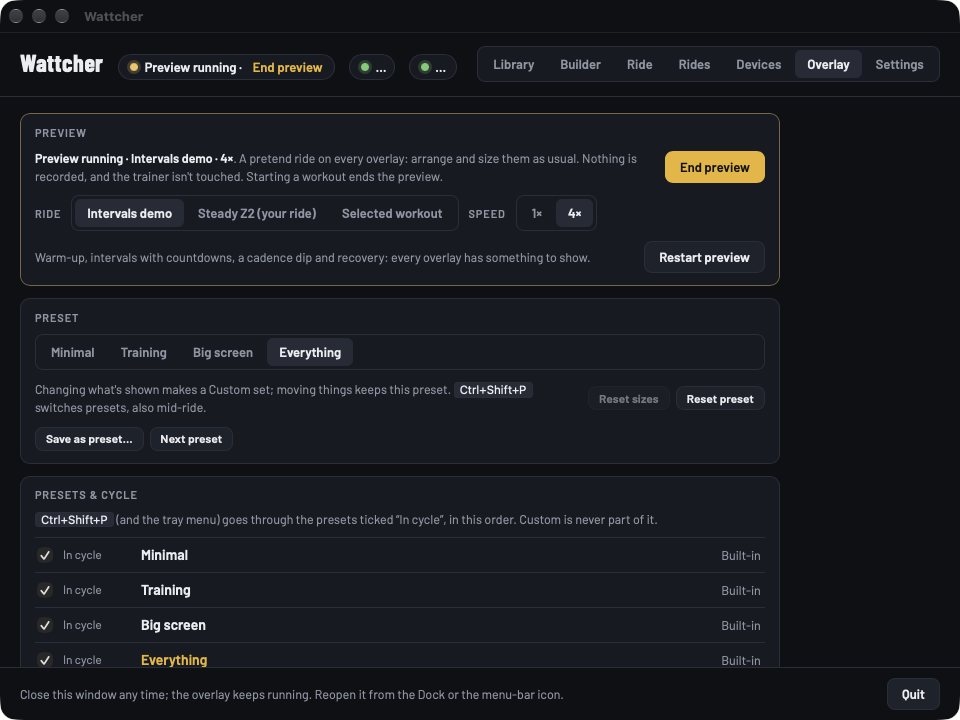 Wattcher
Wattcher
Preview running · End preview
...
...
Library Builder Ride Rides Devices Overlay Settings
PREVIEW
Preview running · Intervals demo · 4×. A pretend ride on every overlay: arrange and size them as usual. Nothing is
recorded, and the trainer isn't touched. Starting a workout ends the preview.
End preview
RIDE Intervals demo Steady Z2 (your ride) Selected workout SPEED 1× 4×
Warm-up, intervals with countdowns, a cadence dip and recovery: every overlay has something to show.
Restart preview
PRESET
Minimal Training Big screen Everything
Changing what's shown makes a Custom set; moving things keeps this preset. Ctrl+Shift+P
switches presets, also mid-ride.
Reset sizes Reset preset
Save as preset... Next preset
PRESETS & CYCLE
Ctrl+Shift+P (and the tray menu) goes through the presets ticked “In cycle”, in this order. Custom is never part of it.
In cycle Minimal Built-in
In cycle Training Built-in
In cycle Big screen Built-in
In cycle Everything Built-in
Close this window any time; the overlay keeps running. Reopen it from the Dock or the menu-bar icon.
Quit